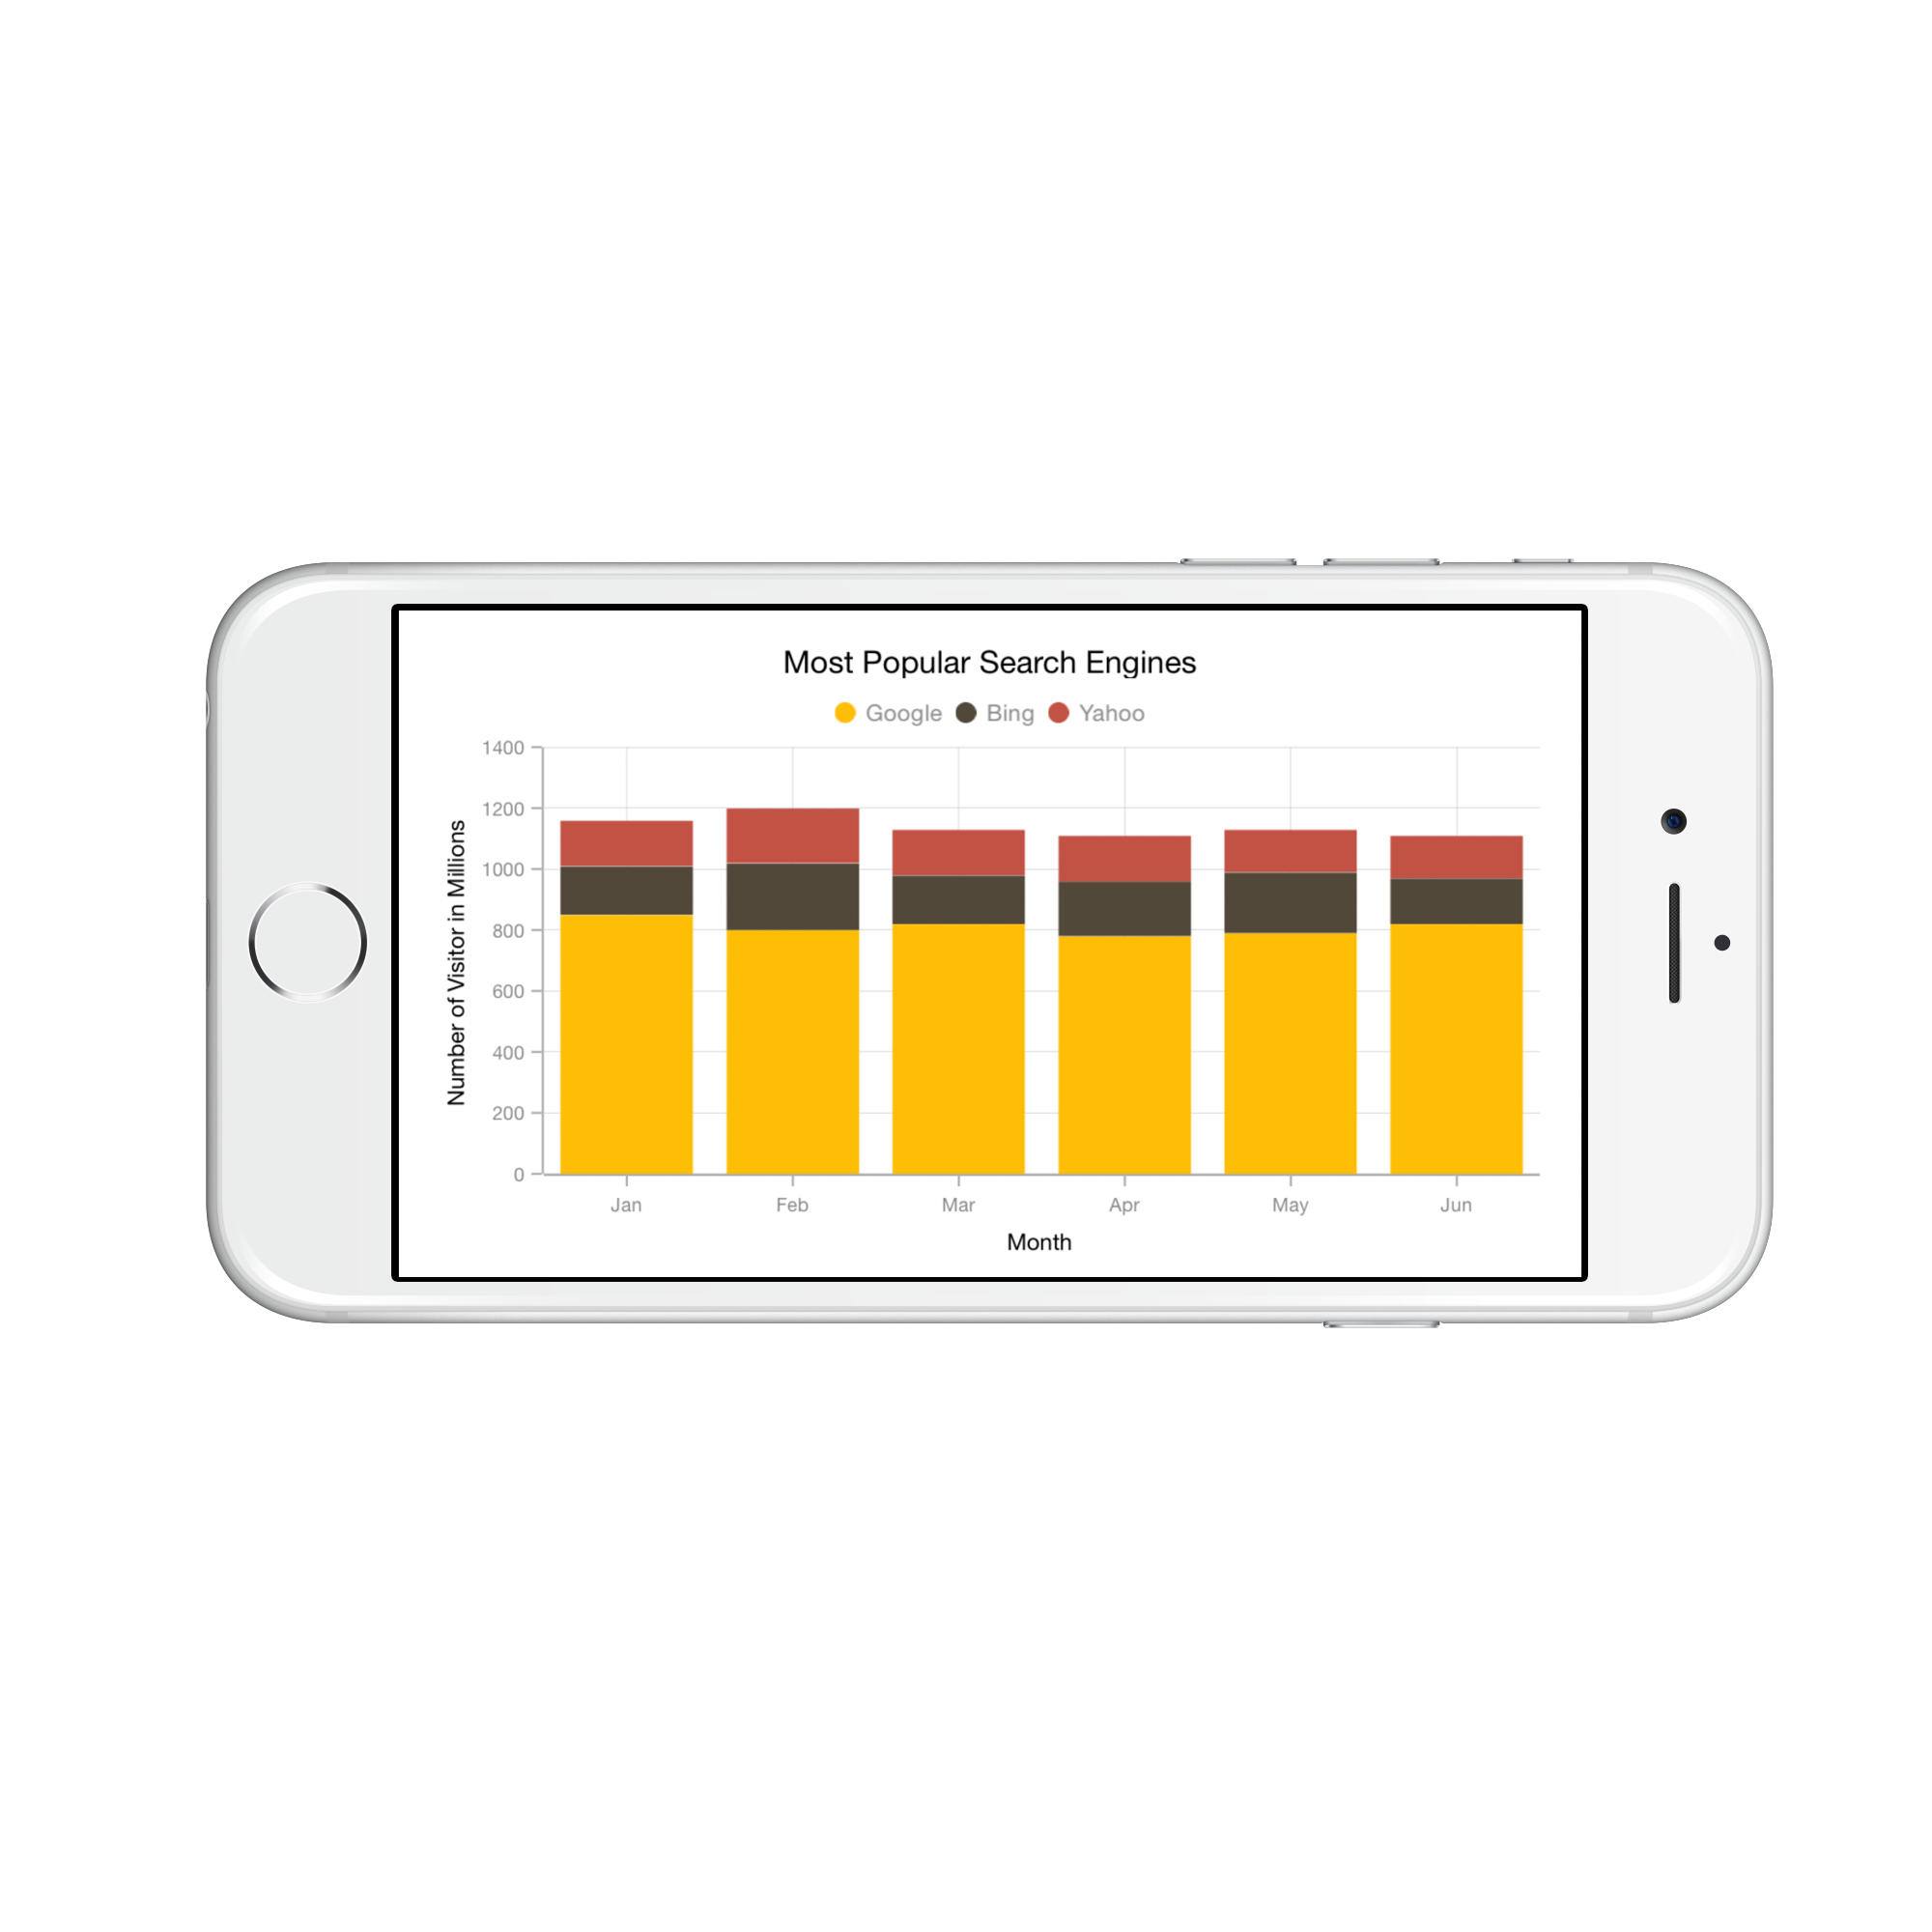 Most Popular Search Engines
Google Bing Yahoo
1400
1200
1000
800
600
400
200
0
Number of Visitor in Millions
Jan Feb Mar Apr May Jun
Month